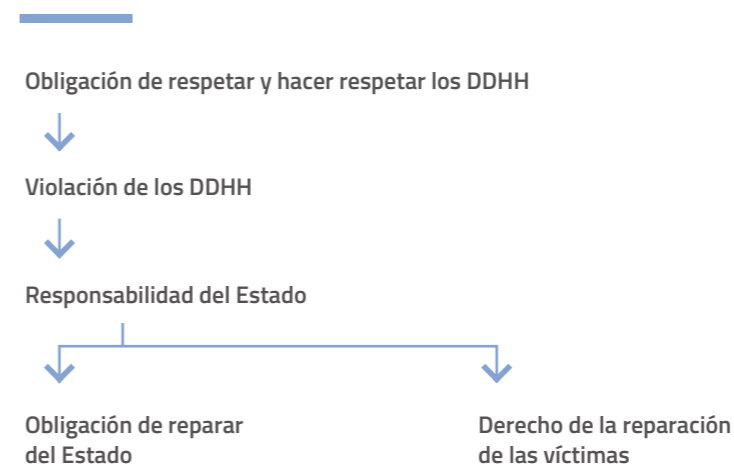 Obligación de respetar y hacer respetar los DDHH
Violación de los DDHH
Responsabilidad del Estado
Obligación de reparar
del Estado
Derecho de la reparación
de las víctimas